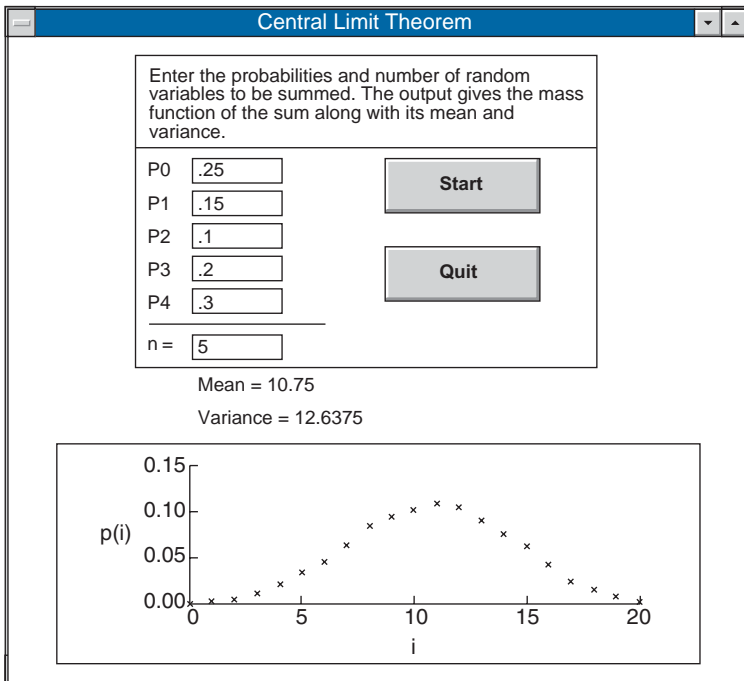 Central Limit Theorem
Enter the probabilities and number of random
variables to be summed. The output gives the mass
function of the sum along with its mean and
variance.
P0 .25
P1 .15
P2 .1
P3 .2
P4 .3
n = 5
Start
Quit
Mean = 10.75
Variance = 12.6375
0.15
0.10
p(i)
0.05
0.00
0 5 10 15 20
i